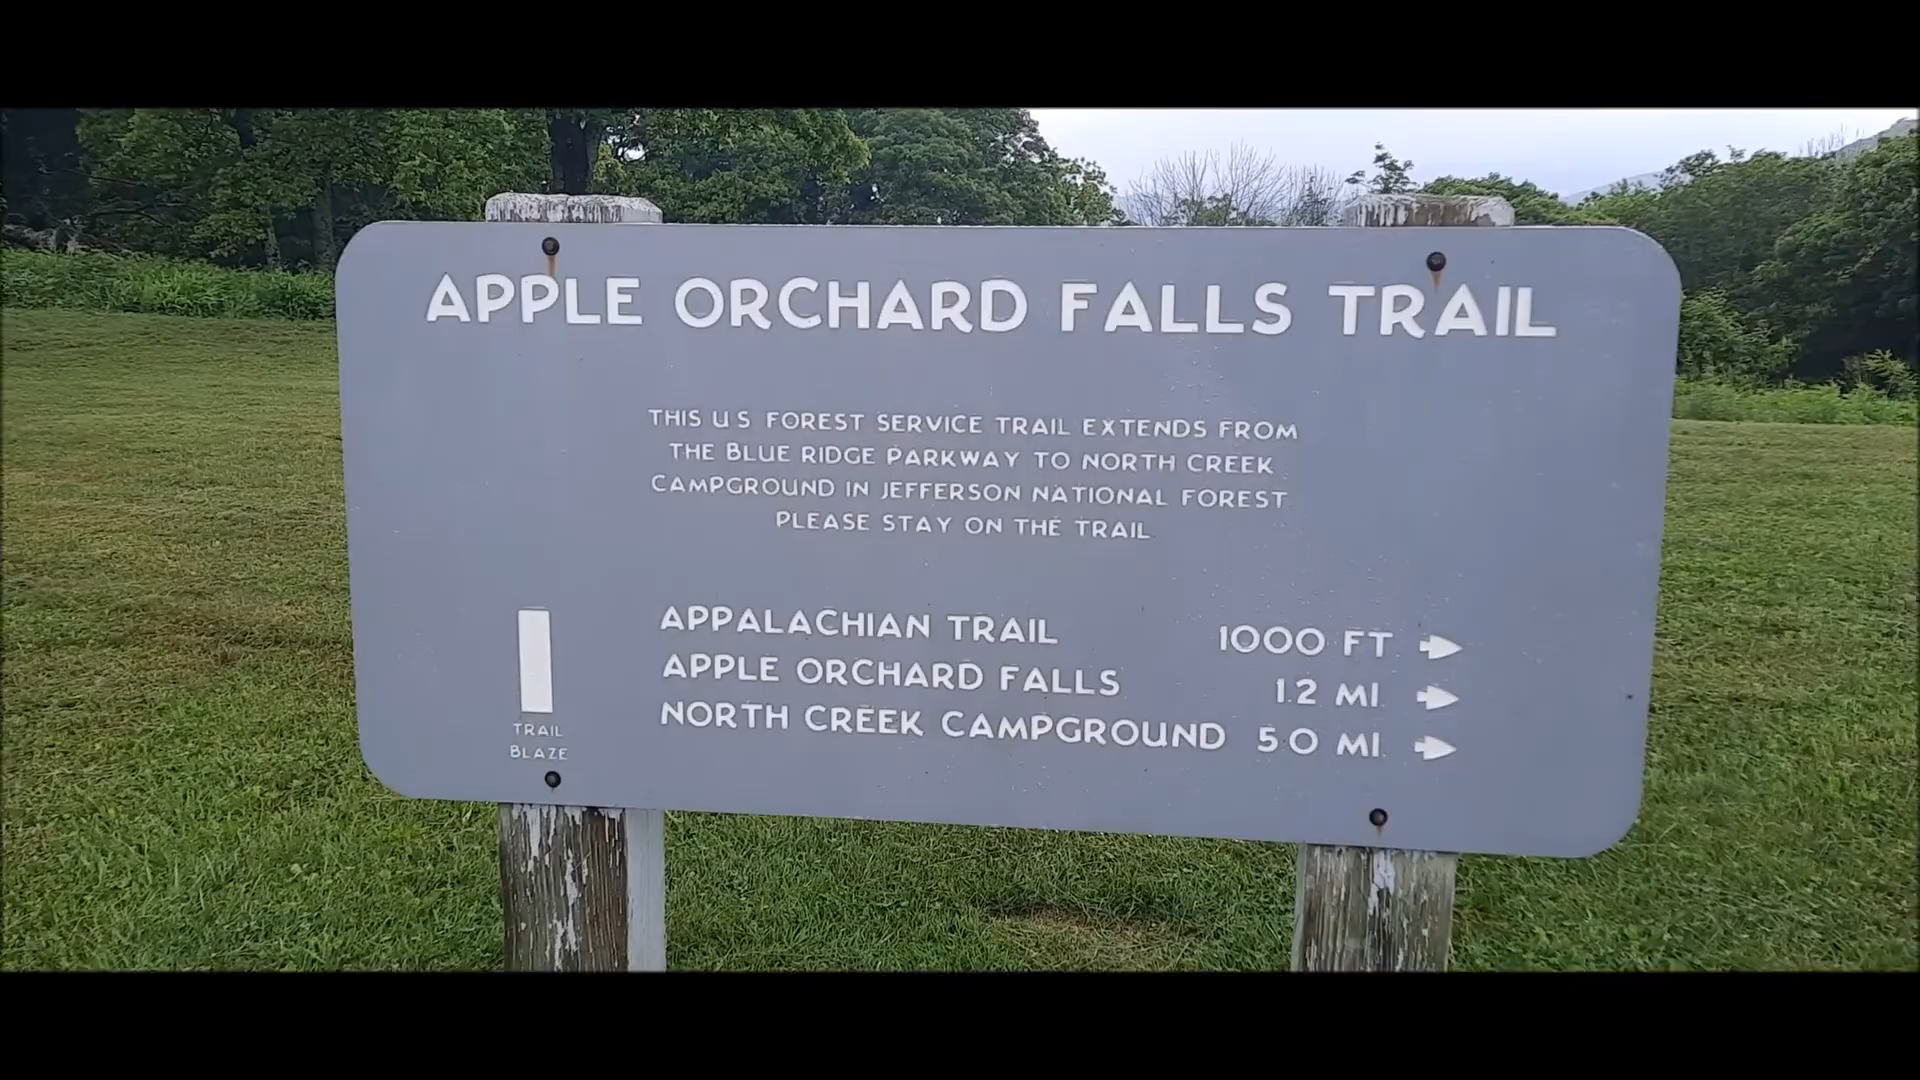 APPLE ORCHARD FALLS TRAIL
THIS U S FOREST SERVICE TRAIL EXTENDS FROM
THE BLUE RIDGE PARKWAY TO NORTH CREEK
CAMPGROUND IN JEFFERSON NATIONAL FOREST.
PLEASE STAY ON THE TRAIL
APPALACHIAN TRAIL 1000 FT.
APPLE ORCHARD FALLS 1.2 MI.
NORTH CREEK CAMPGROUND 5.0 MI.
TRAIL
BLAZE